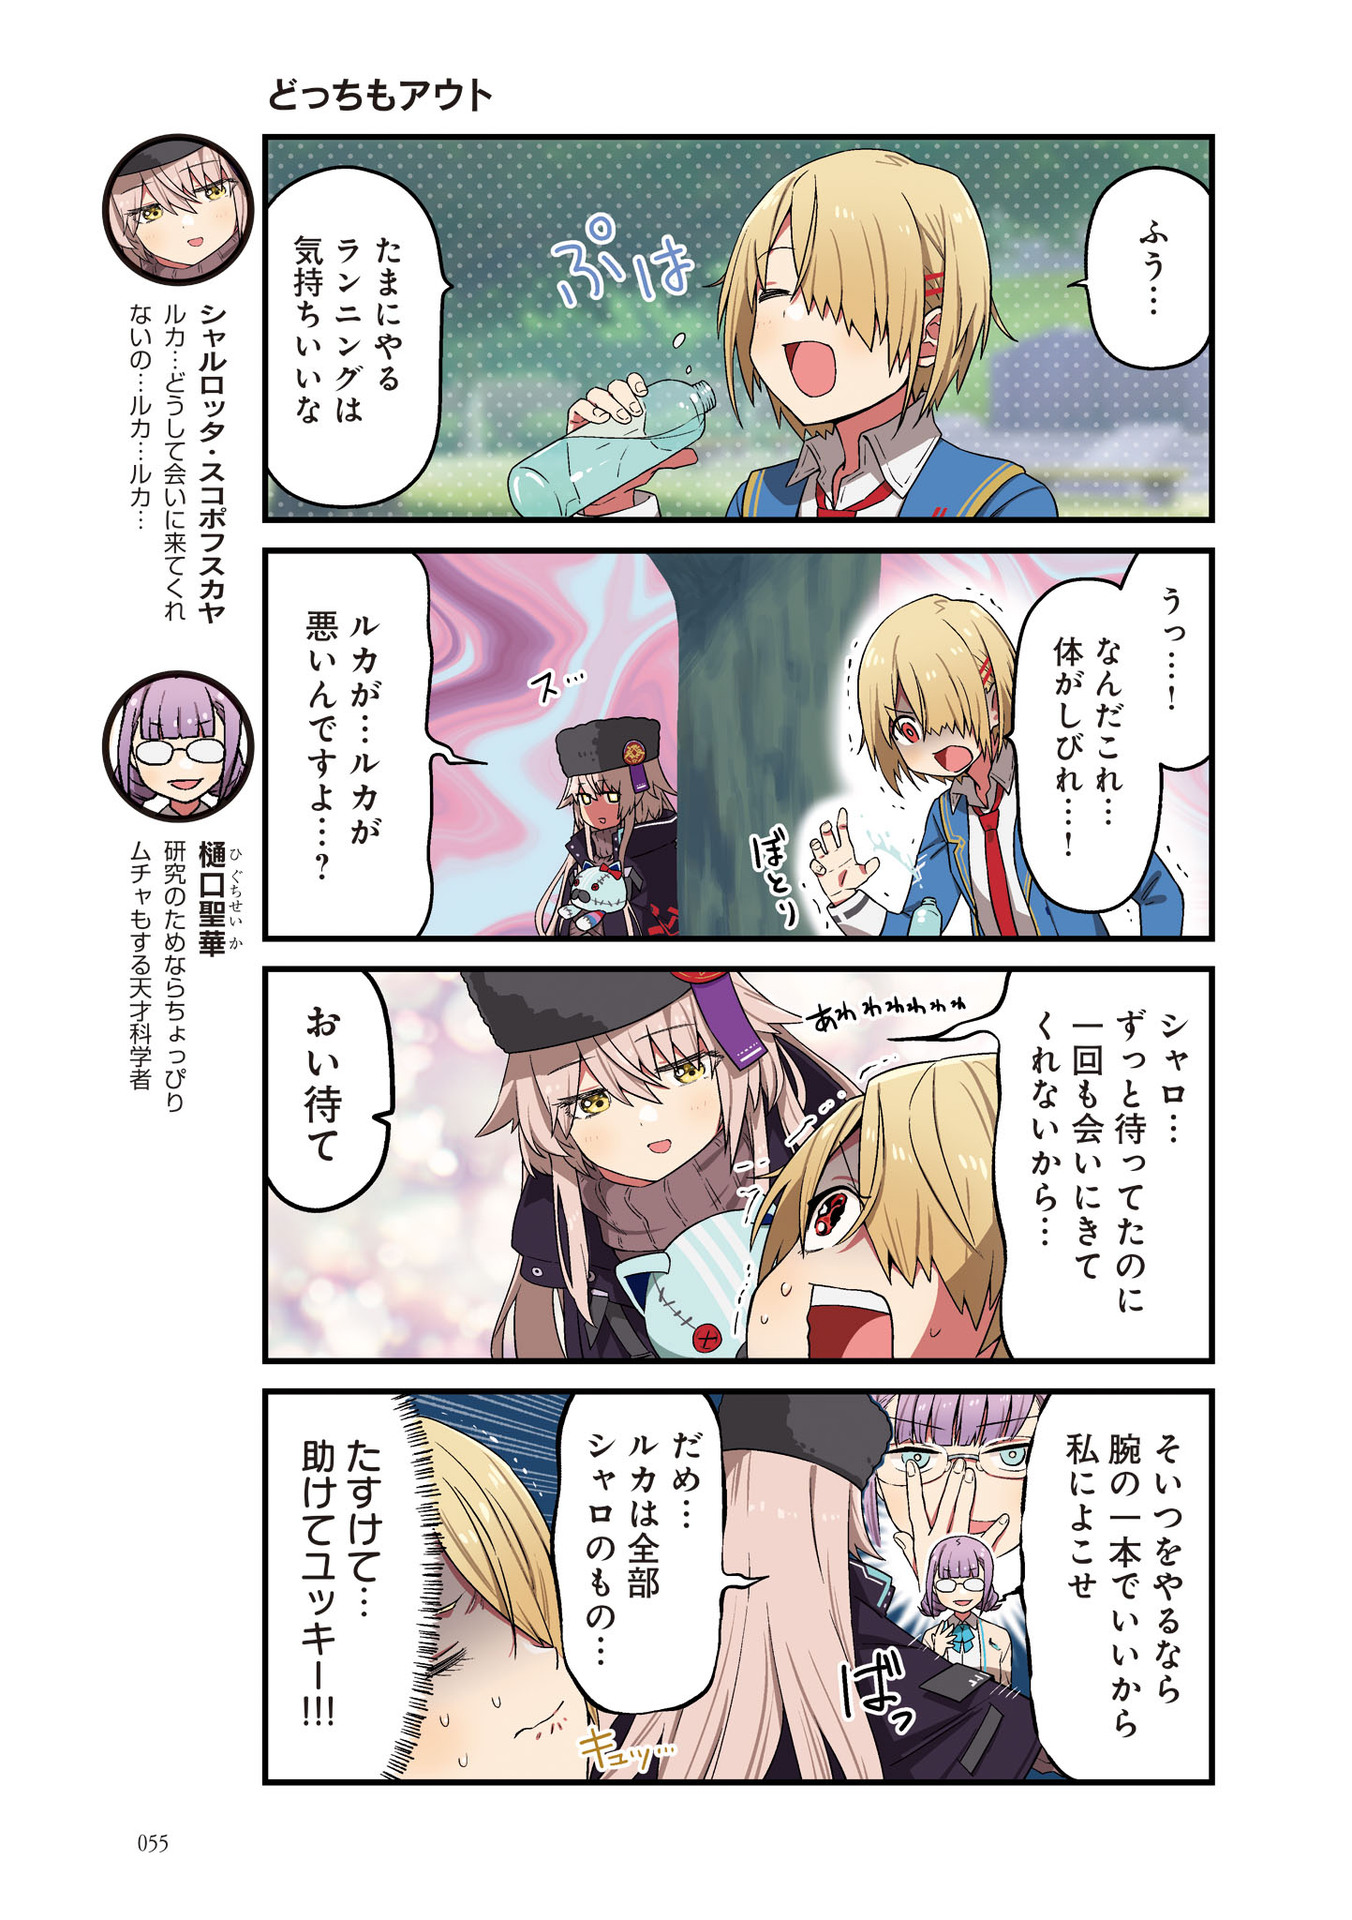 どっちもアウト
ふう…
ぷは
たまにやる
ランニングは
気持ちいいな
うっ…！
なんだこれ…
体がしびれ…！
ぼとり
ス…
ルカが…ルカが
悪いんですよ…？
シャロ…
ずっと待ってたのに
一回も会いにきて
くれないから…
あわわわわわわ
おい待て
そいつをやるなら
腕の一本でいいから
私によこせ
ばっ
だめ…
ルカは全部
シャロのもの…
キュッ…
たすけて…
助けてユッキー!!!
シャルロッタ・スコポフスカヤ
ルカ…どうして会いに来てくれ
ないの…ルカ…ルカ…
樋口聖華
ひぐちせいか
研究のためならちょっぴり
ムチャもする天才科学者
055